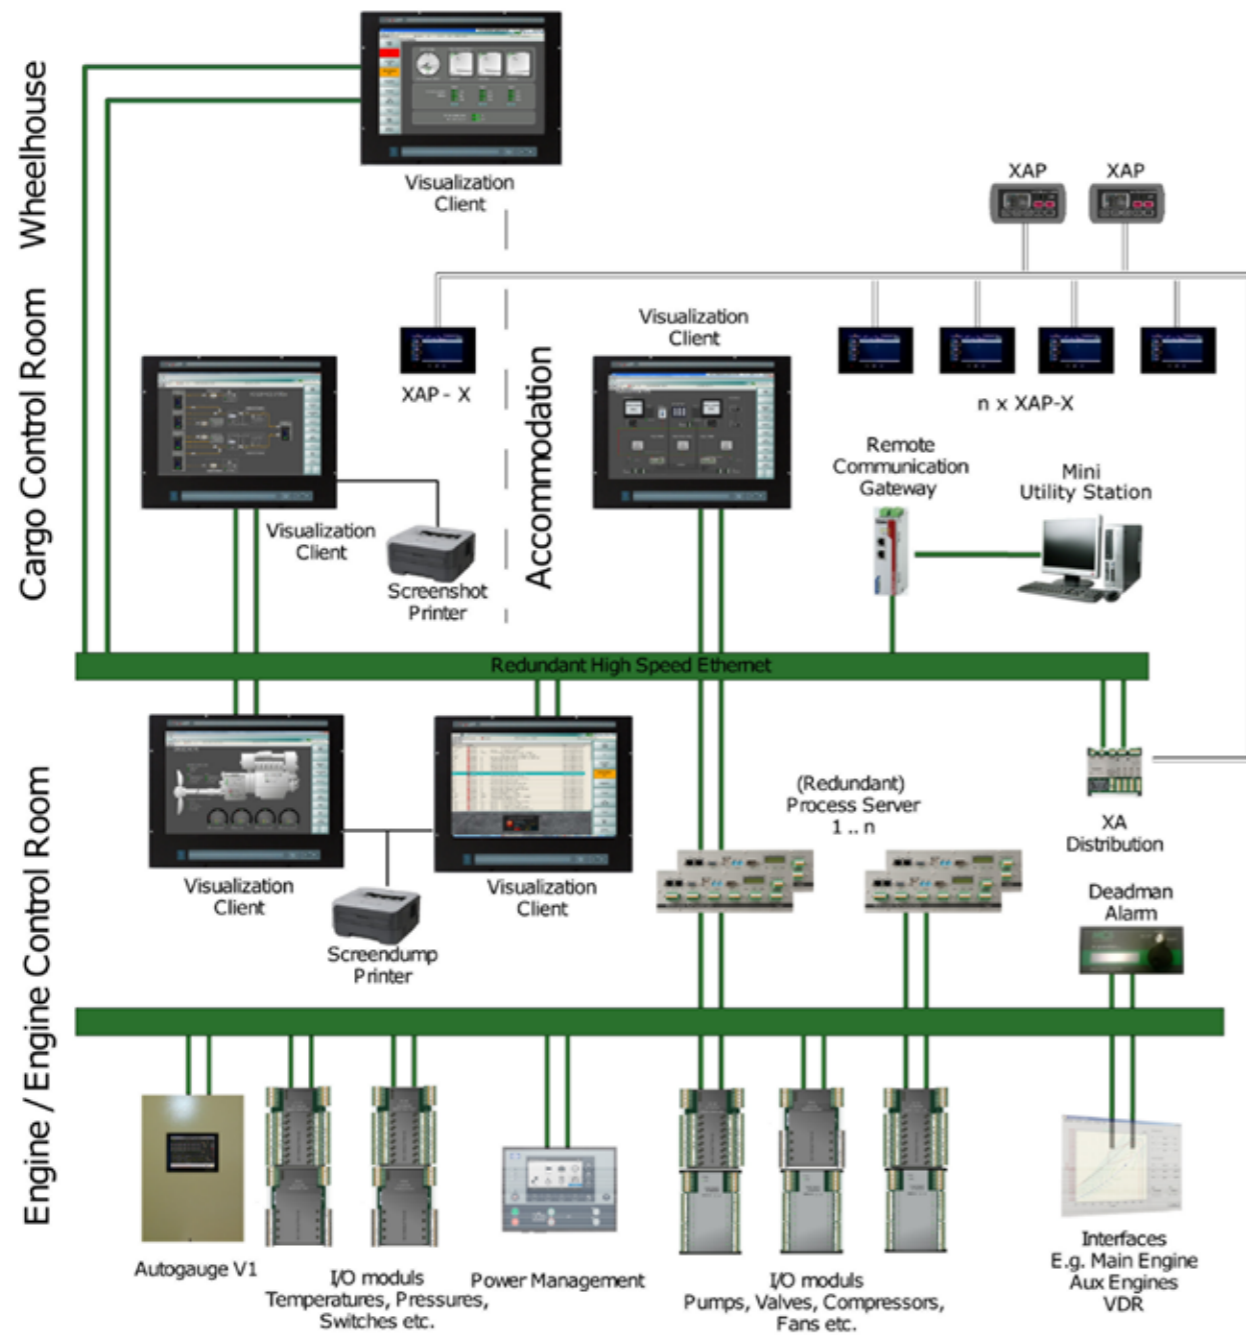 Wheelhouse
Visualization
Client
XAP
XAP
Cargo Control Room
Accommodation
XAP - X
Visualization
Client
n x XAP-X
Remote
Communication
Gateway
Mini
Utility Station
Visualization
Client
Screenshot
Printer
Redundant High Speed Ethernet
Engine / Engine Control Room
Visualization
Client
Visualization
Client
Screendump
Printer
(Redundant)
Process Server
1 .. n
XA
Distribution
Deadman
Alarm
Autogauge V1
I/O moduls
Temperatures, Pressures,
Switches etc.
Power Management
I/O moduls
Pumps, Valves, Compressors,
Fans etc.
Interfaces
E.g. Main Engine
Aux Engines
VDR